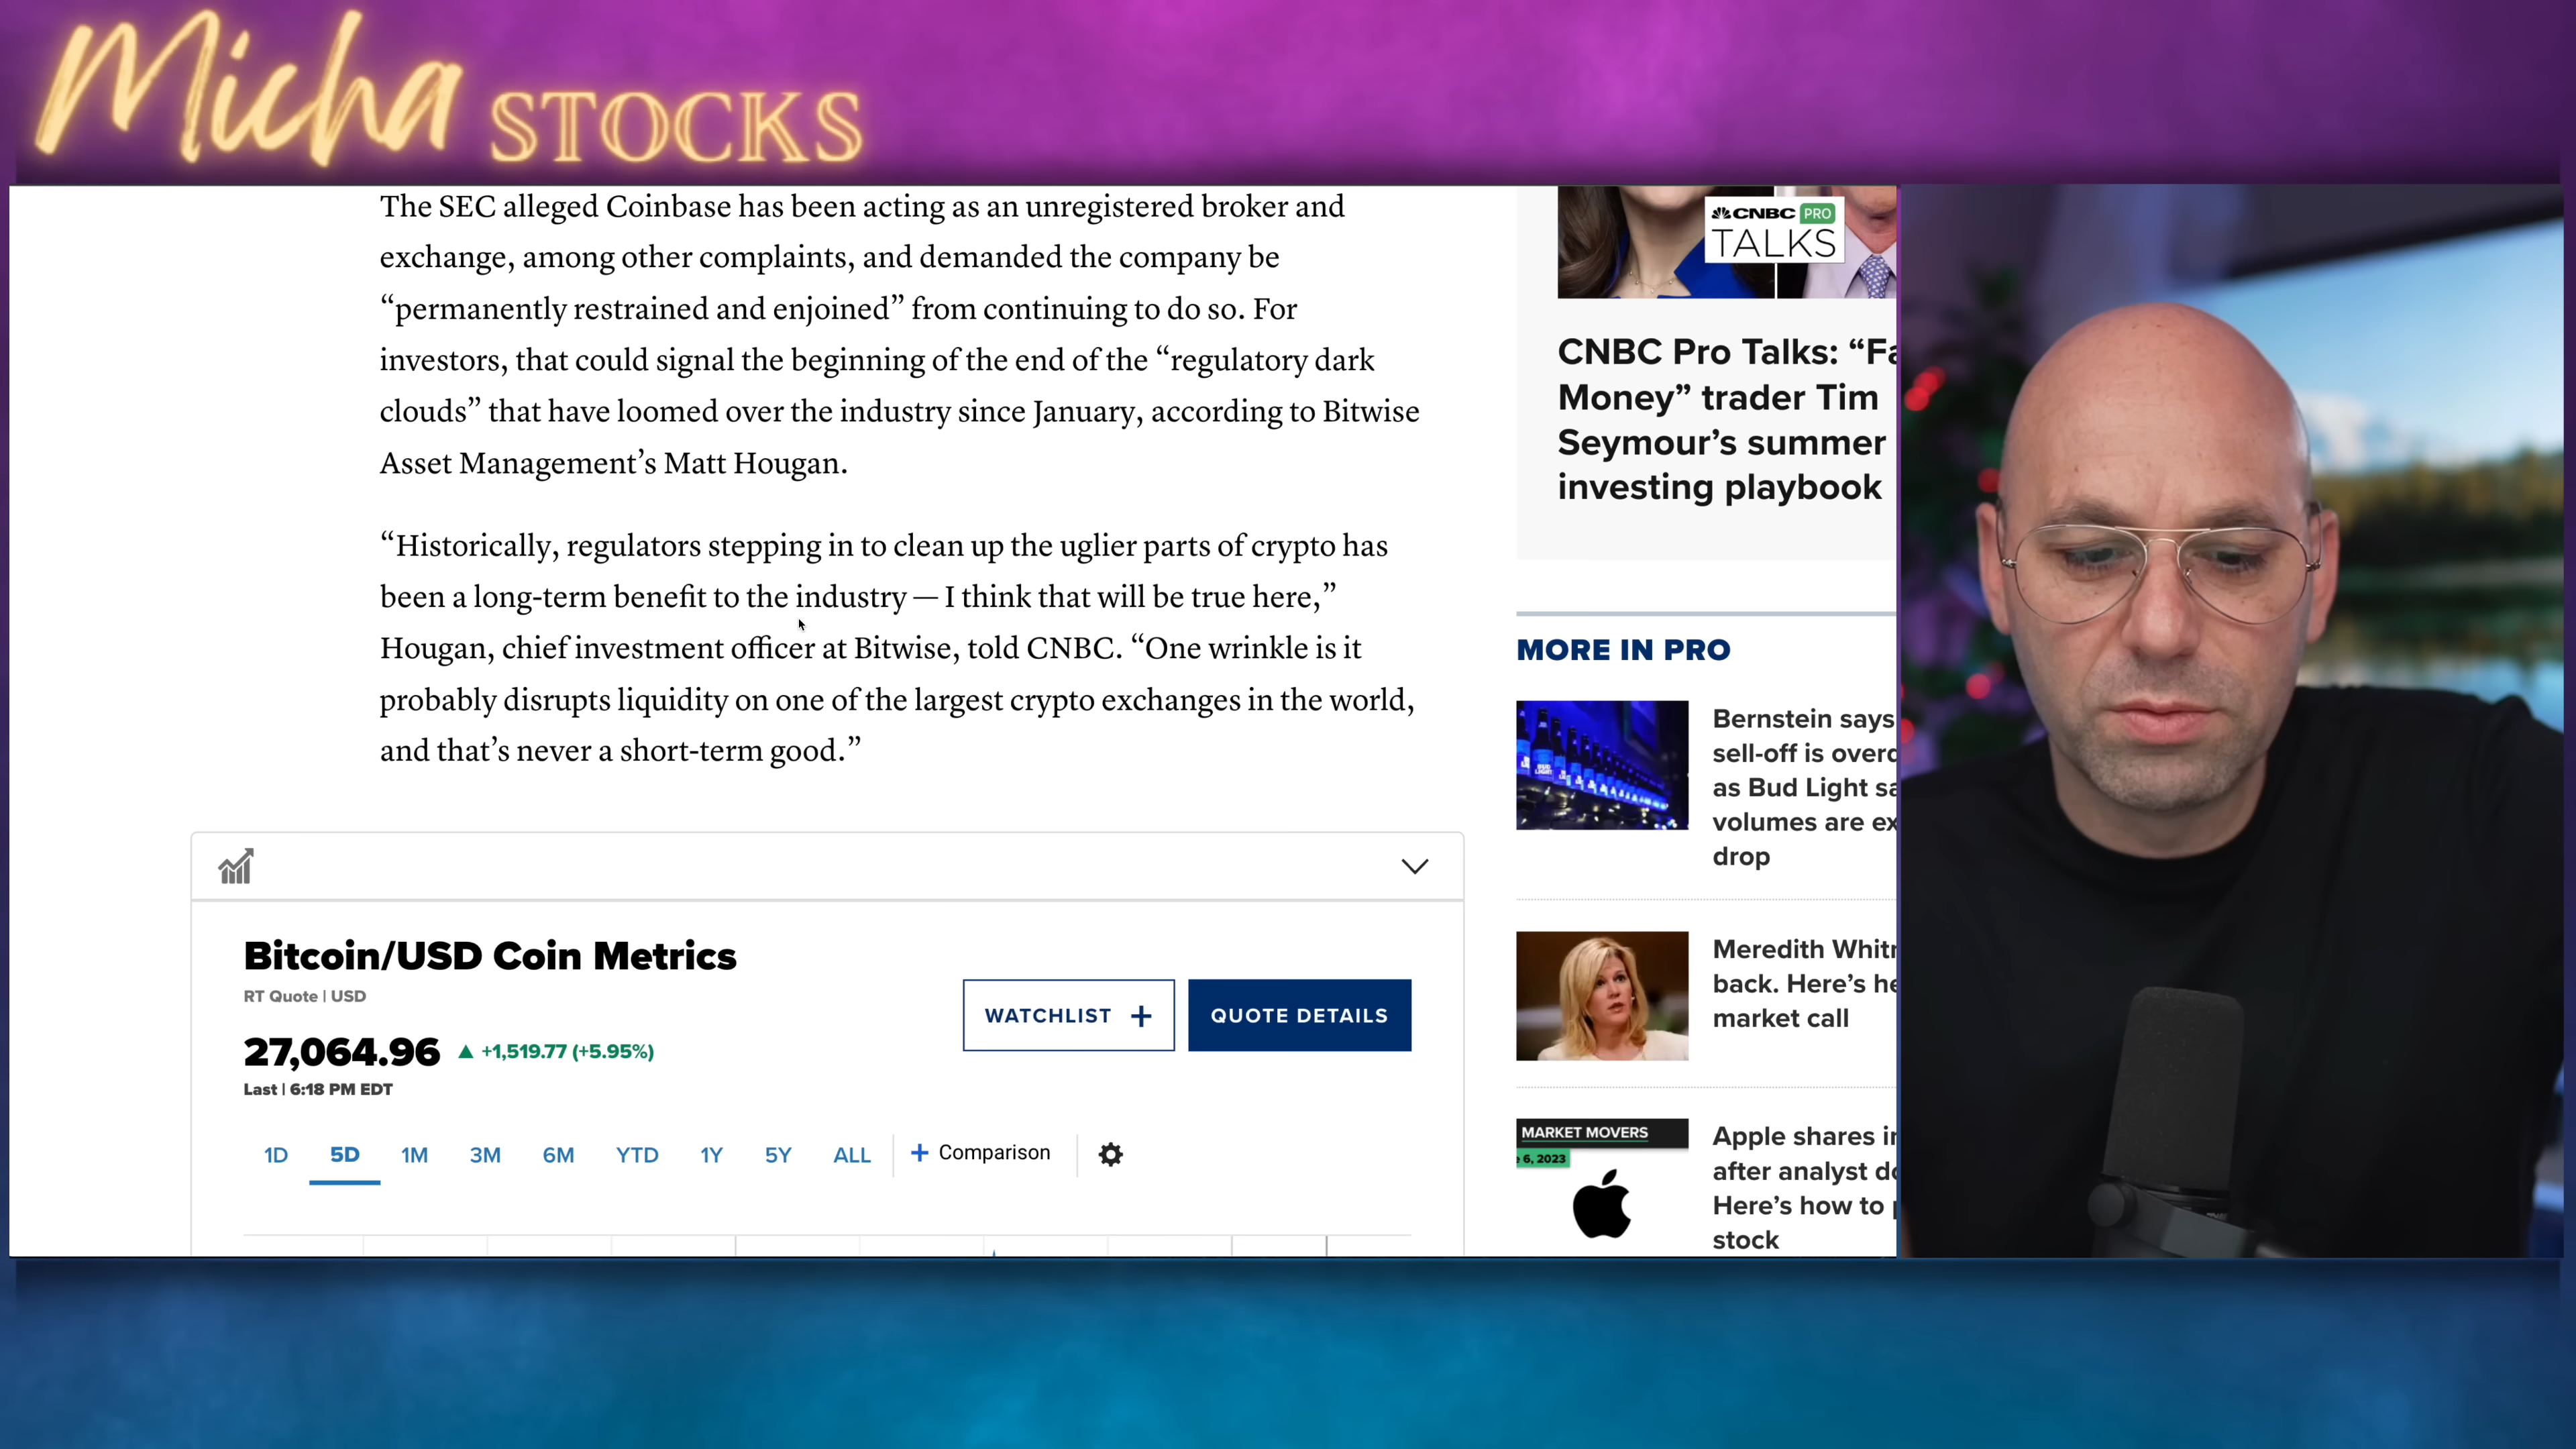 Micha STOCKS
The SEC alleged Coinbase has been acting as an unregistered broker and
exchange, among other complaints, and demanded the company be
“permanently restrained and enjoined” from continuing to do so. For
investors, that could signal the beginning of the end of the “regulatory dark
clouds” that have loomed over the industry since January, according to Bitwise
Asset Management’s Matt Hougan.
“Historically, regulators stepping in to clean up the uglier parts of crypto has
been a long-term benefit to the industry — I think that will be true here,”
Hougan, chief investment officer at Bitwise, told CNBC. “One wrinkle is it
probably disrupts liquidity on one of the largest crypto exchanges in the world,
and that’s never a short-term good.”
Bitcoin/USD Coin Metrics
RT Quote | USD
27,064.96 +1,519.77 (+5.95%)
Last | 6:18 PM EDT
WATCHLIST +
QUOTE DETAILS
1D 5D 1M 3M 6M YTD 1Y 5Y ALL + Comparison
CNBC PRO
TALKS
CNBC Pro Talks: “Fa
Money” trader Tim
Seymour’s summer
investing playbook
MORE IN PRO
Bernstein says
sell-off is overd
as Bud Light sa
volumes are ex
drop
Meredith Whitn
back. Here’s he
market call
MARKET MOVERS
6, 2023
Apple shares in
after analyst do
Here’s how to
stock